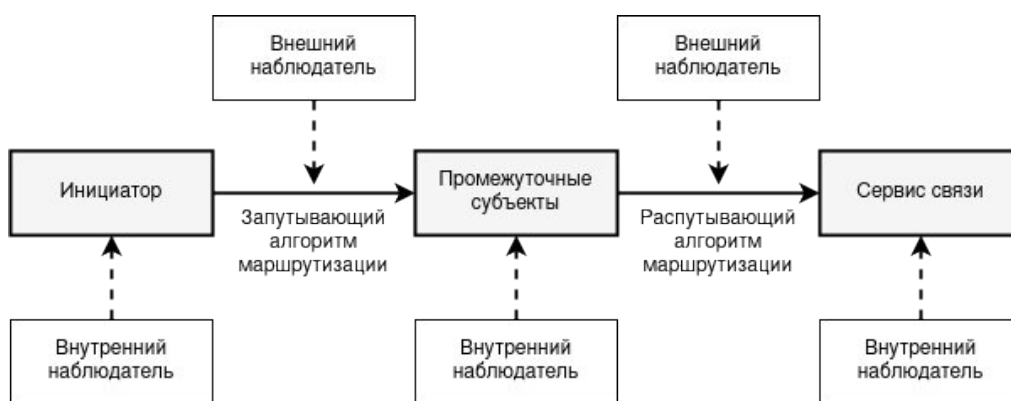 Внешний
наблюдатель
Внешний
наблюдатель
Инициатор
Запутывающий
алгоритм
маршрутизации
Промежуточные
субъекты
Распутывающий
алгоритм
маршрутизации
Сервис связи
Внутренний
наблюдатель
Внутренний
наблюдатель
Внутренний
наблюдатель